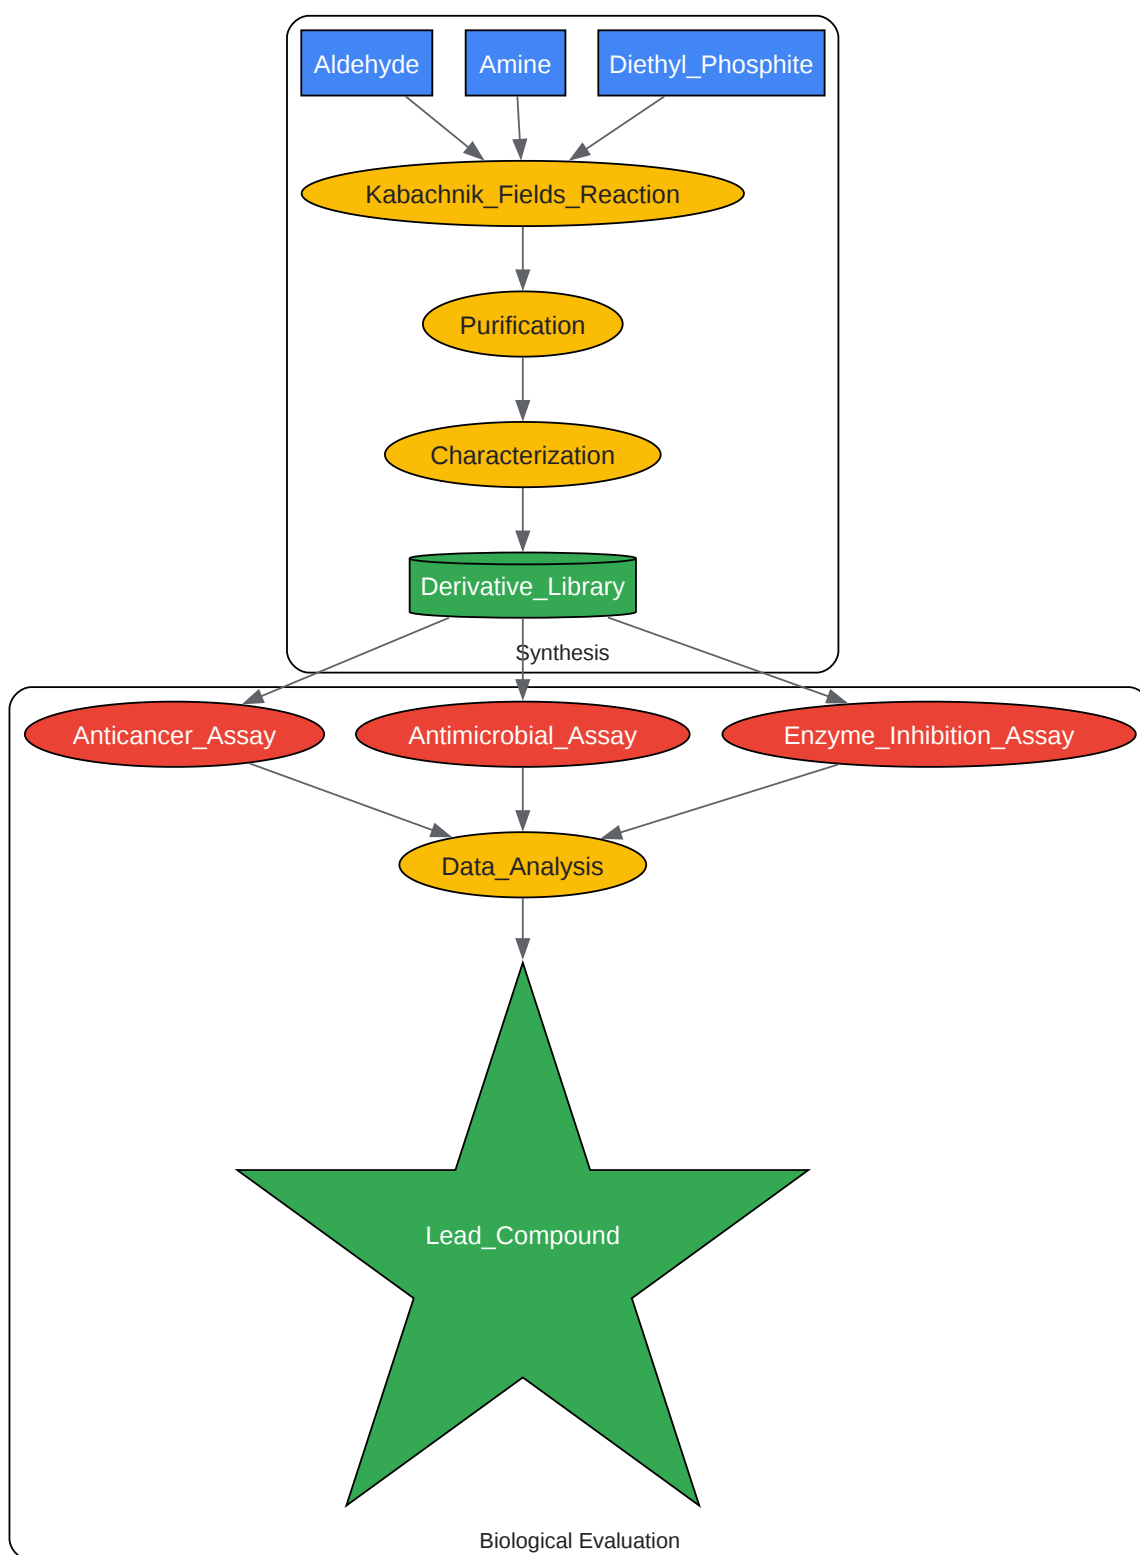 Aldehyde
Amine
Diethyl_Phosphite
Kabachnik_Fields_Reaction
Purification
Characterization
Derivative_Library
Synthesis
Anticancer_Assay
Antimicrobial_Assay
Enzyme_Inhibition_Assay
Data_Analysis
Lead_Compound
Biological Evaluation